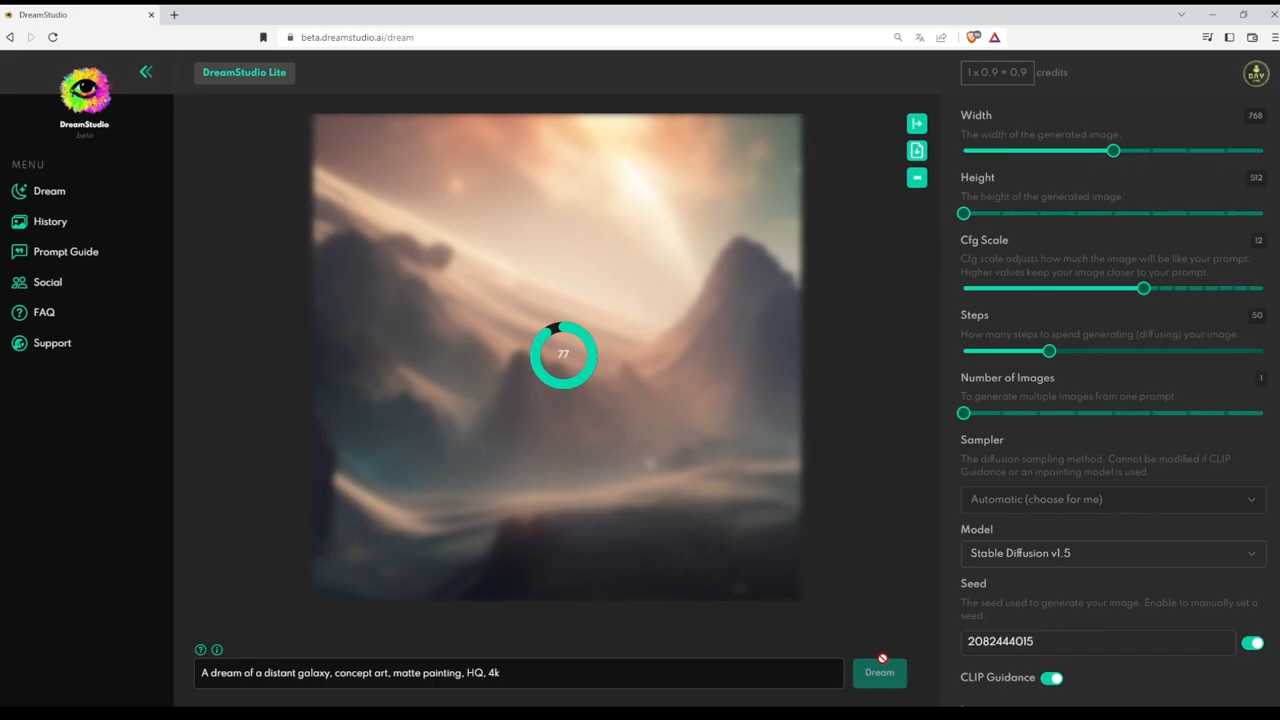 DreamStudio
beta.dreamstudio.ai/dream
DreamStudio
beta
MENU
Dream
History
Prompt Guide
Social
FAQ
Support
DreamStudio Lite
1 x 0.9 = 0.9 credits
DAY
Width 768
The width of the generated image.
Height 512
The height of the generated image.
Cfg Scale 12
Cfg scale adjusts how much the image will be like your prompt.
Higher values keep your image closer to your prompt.
Steps 50
How many steps to spend generating (diffusing) your image.
Number of Images 1
To generate multiple images from one prompt.
Sampler
The diffusion sampling method. Cannot be modified if CLIP
Guidance or an inpainting model is used.
Automatic (choose for me)
Model
Stable Diffusion v1.5
Seed
The seed used to generate your image. Enable to manually set a
seed.
2082444015
CLIP Guidance
77
A dream of a distant galaxy, concept art, matte painting, HQ, 4k
Dream